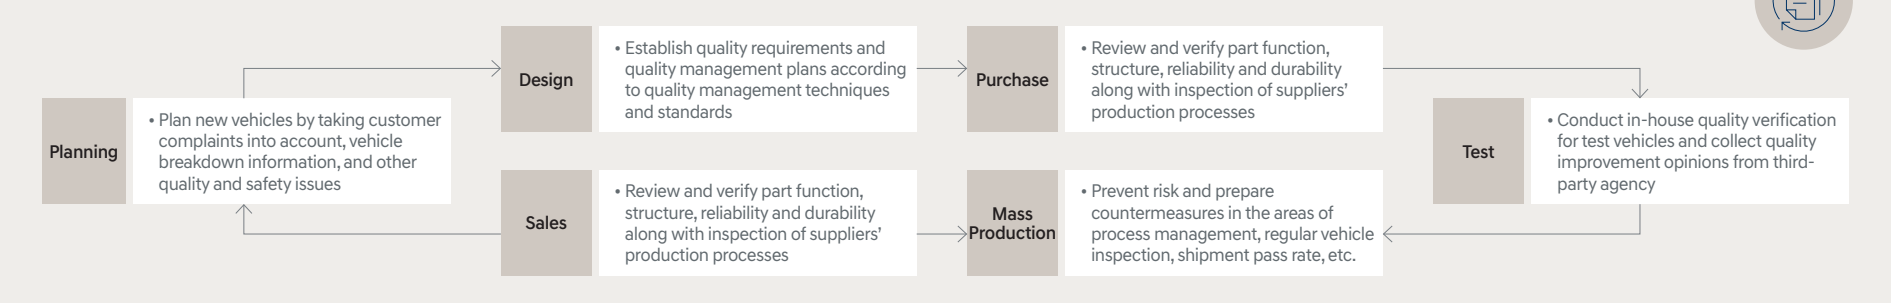 Planning
• Plan new vehicles by taking customer
complaints into account, vehicle
breakdown information, and other
quality and safety issues
Design
• Establish quality requirements and
quality management plans according
to quality management techniques
and standards
Purchase
• Review and verify part function,
structure, reliability and durability
along with inspection of suppliers’
production processes
Test
• Conduct in-house quality verification
for test vehicles and collect quality
improvement opinions from third-
party agency
Mass
Production
• Prevent risk and prepare
countermeasures in the areas of
process management, regular vehicle
inspection, shipment pass rate, etc.
Sales
• Review and verify part function,
structure, reliability and durability
along with inspection of suppliers’
production processes